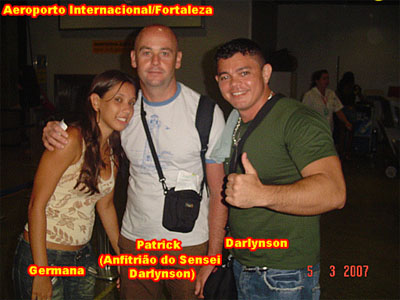 Aeroporto Internacional/Fortaleza
Patrick
(Anfitrião do Sensei
Darlynson)
Darlynson
Germana
5 3 2007